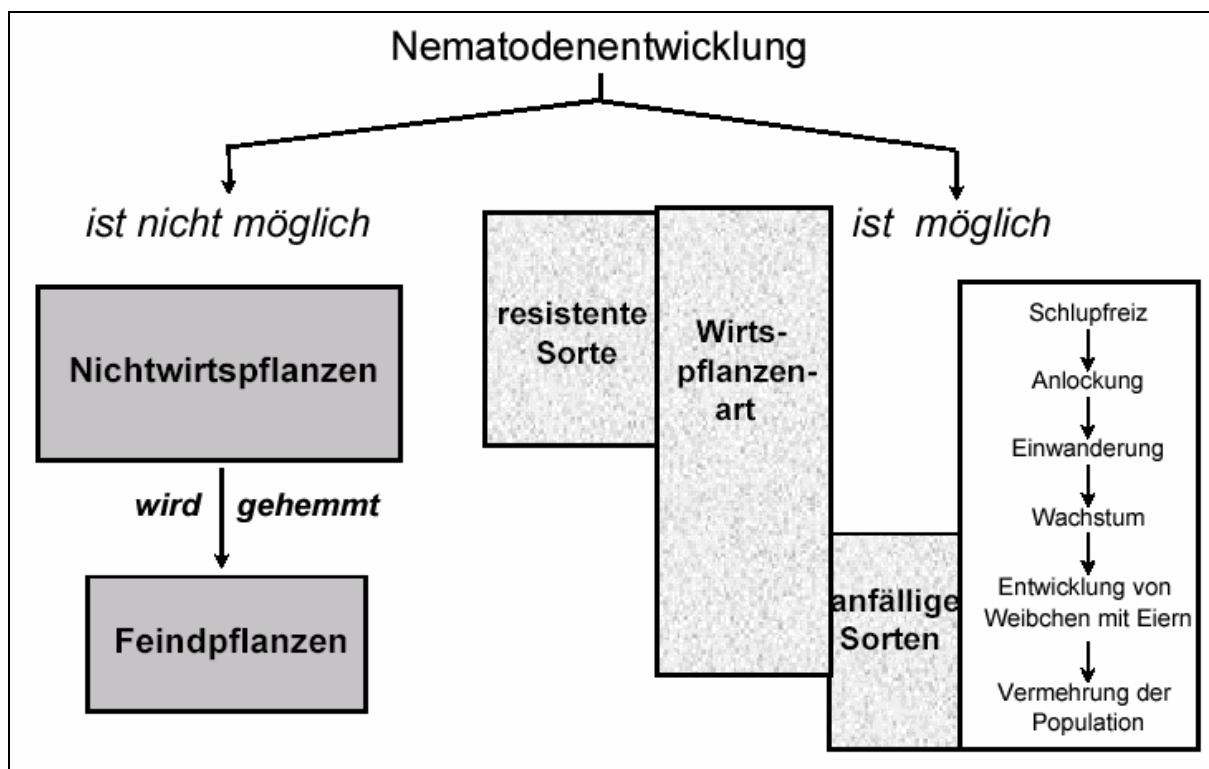 Nematodenentwicklung
ist nicht möglich
ist möglich
Nichtwirtspflanzen
wird gehemmt
Feindpflanzen
resistente
Sorte
Wirts-
pflanzen-
art
anfällige
Sorten
Schlupfreiz
Anlockung
Einwanderung
Wachstum
Entwicklung von
Weibchen mit Eiern
Vermehrung der
Population